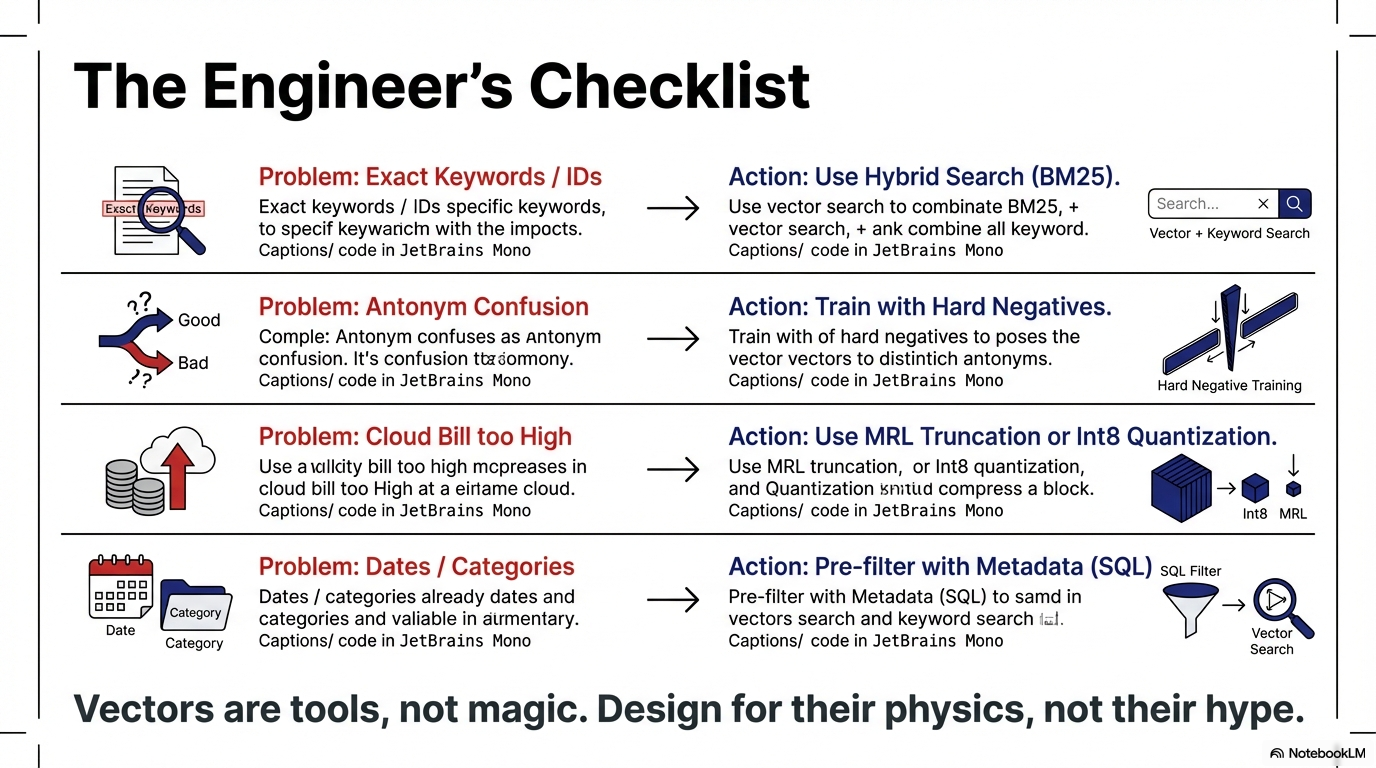 The Engineer's Checklist
Exsct Keywords
Problem: Exact Keywords / IDs
Exact keywords / IDs specific keywords,
to specif keywarich with the impocts.
Captions/ code in JetBrains Mono
Action: Use Hybrid Search (BM25).
Use vector search to combinate BM25, +
vector search, + ank combine all keyword.
Captions/ code in JetBrains Mono
Search... ×
Vector + Keyword Search
??
Good
Bad
!?
Problem: Antonym Confusion
Comple: Antonym confuses as Antonym
confusion. It's confusion
Captions/ code in JetBrains Mono
Action: Train with Hard Negatives.
Train with of hard negatives to poses the
vector vectors to distintich antonyms.
Captions/ code in JetBrains Mono
Hard Negative Training
Problem: Cloud Bill too High
Use a bill too high mcpreases in
cloud bill too High at a cloud.
Captions/ code in JetBrains Mono
Action: Use MRL Truncation or Int8 Quantization.
Use MRL truncation, or Int8 quantization,
and Quantization compress a block.
Captions/ code in JetBrains Mono
Int8
MRL
Date
Category
Category
Problem: Dates / Categories
Dates / categories already dates and
categories and valiable in
Captions/ code in JetBrains Mono
Action: Pre-filter with Metadata (SQL)
Pre-filter with Metadata (SQL) to samd in
vectors search and keyword search
Captions/ code in JetBrains Mono
SQL Filter
Vector
Search
Vectors are tools, not magic. Design for their physics, not their hype.
NotebookLM